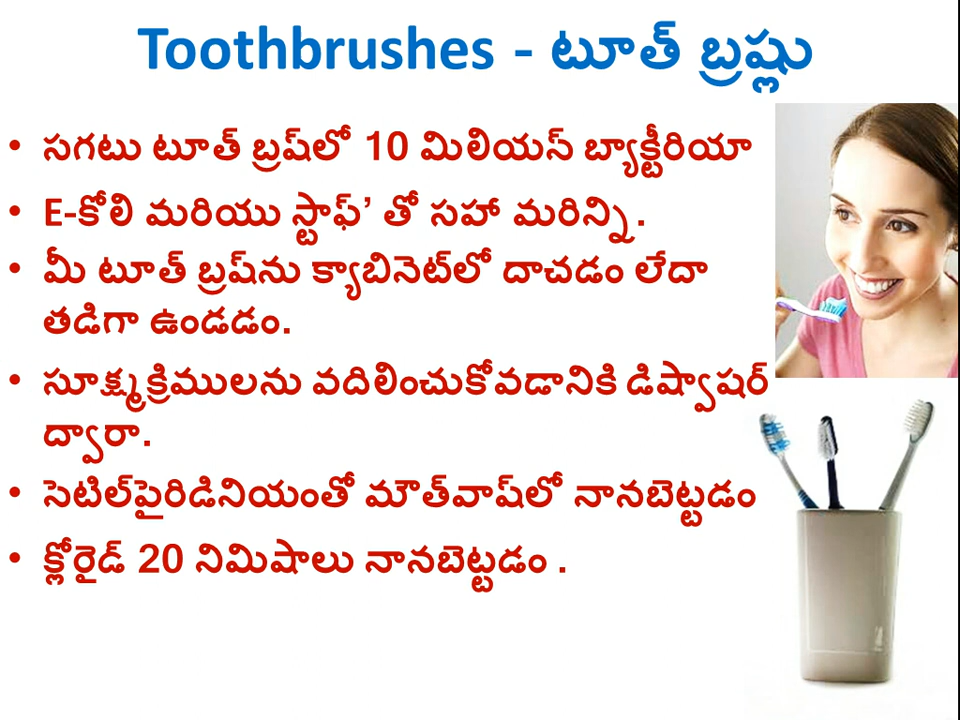 Toothbrushes - టూత్ బ్రష్లు
• సగటు టూత్ బ్రష్‌లో 10 మిలియన్ బ్యాక్టీరియా
• E-కోలి మరియు స్టాఫ్’ తో సహా మరిన్ని.
• మీ టూత్ బ్రష్‌ను క్యాబినెట్‌లో దాచడం లేదా
తడిగా ఉండడం.
• సూక్ష్మక్రిములను వదిలించుకోవడానికి డిష్వాషర్
ద్వారా.
• సెటిల్‌పైరిడినియంతో మౌత్‌వాష్‌లో నానబెట్టడం
• క్లోరైడ్ 20 నిమిషాలు నానబెట్టడం .